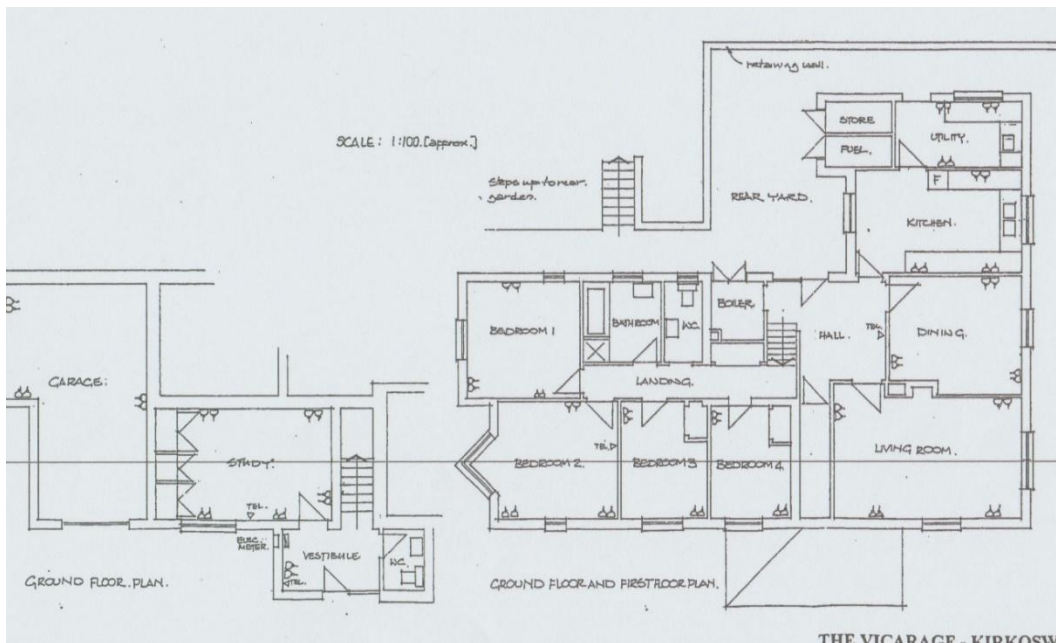 retaining wall.
SCALE: 1:100.[approx.]
Steps up to rear
garden.
REAR YARD.
STORE
FUEL.
UTILITY.
F
KITCHEN.
BEDROOM 1
BATHROOM
W.C.
BOILER
HALL.
TEL.
DINING.
LANDING.
BEDROOM 2.
TEL.
BEDROOM 3
BEDROOM 4.
LIVING ROOM.
GARAGE.
STUDY.
TEL.
ELEC.
METER.
VESTIBULE
TEL.
W.C.
GROUND FLOOR PLAN.
GROUND FLOOR AND FIRST FLOOR PLAN.
THE VICARAGE - KIRKOSW